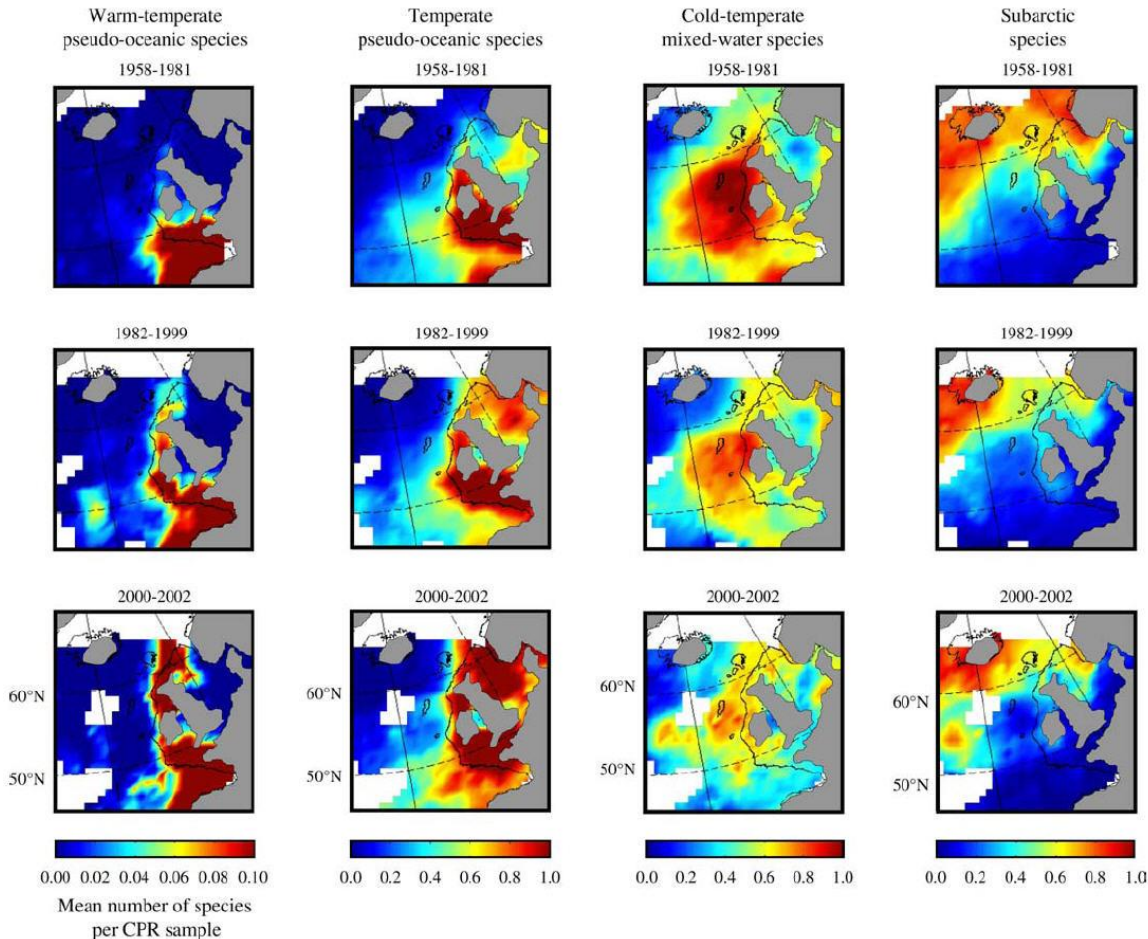 Warm-temperate
pseudo-oceanic species
Temperate
pseudo-oceanic species
Cold-temperate
mixed-water species
Subarctic
species
1958-1981
1958-1981
1958-1981
1958-1981
1982-1999
1982-1999
1982-1999
1982-1999
2000-2002
2000-2002
2000-2002
2000-2002
60°N
50°N
60°N
50°N
60°N
50°N
60°N
50°N
0.00 0.02 0.04 0.06 0.08 0.10
0.0 0.2 0.4 0.6 0.8 1.0
0.0 0.2 0.4 0.6 0.8 1.0
0.0 0.2 0.4 0.6 0.8 1.0
Mean number of species
per CPR sample